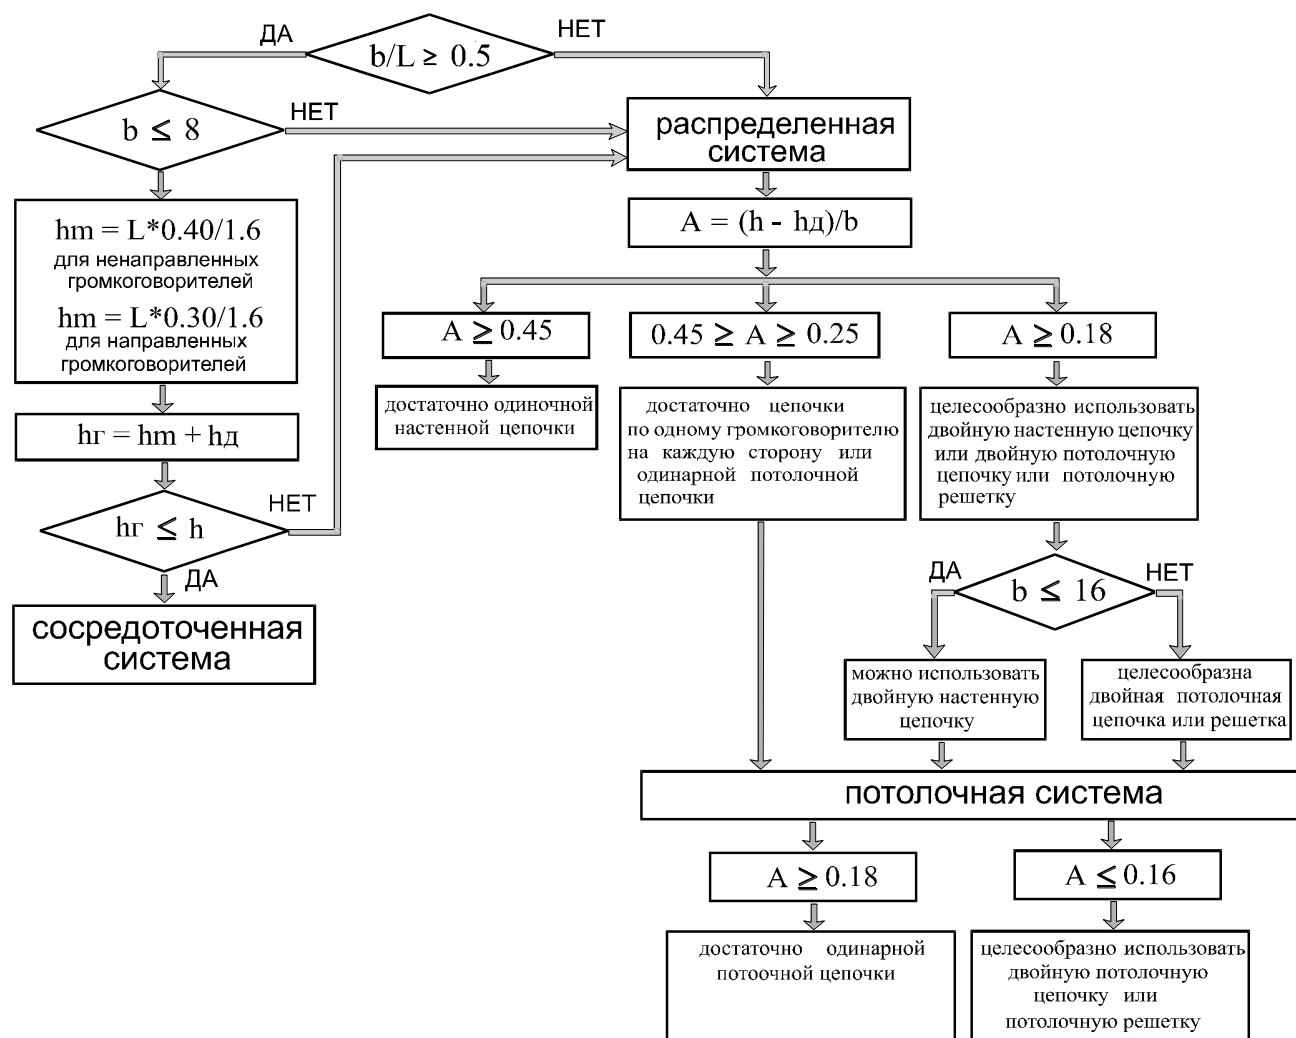 ДА
b/L ≥ 0.5
НЕТ
b ≤ 8
НЕТ
распределенная
система
hm = L*0.40/1.6
для ненаправленных
громкоговорителей
hm = L*0.30/1.6
для направленных
громкоговорителей
A = (h - hд)/b
A ≥ 0.45
0.45 ≥ A ≥ 0.25
A ≥ 0.18
достаточно одиночной
настенной цепочки
достаточно цепочки
по одному громкоговорителю
на каждую сторону или
одинарной потолочной
цепочки
целесообразно использовать
двойную настенную цепочку
или двойную потолочную
цепочку или потолочную
решетку
hг = hm + hд
hг ≤ h
НЕТ
ДА
сосредоточенная
система
ДА
b ≤ 16
НЕТ
можно использовать
двойную настенную
цепочку
целесообразна
двойная потолочная
цепочка или решетка
потолочная система
A ≥ 0.18
A ≤ 0.16
достаточно одинарной
потоочной цепочки
целесообразно использовать
двойную потолочную
цепочку или
потолочную решетку